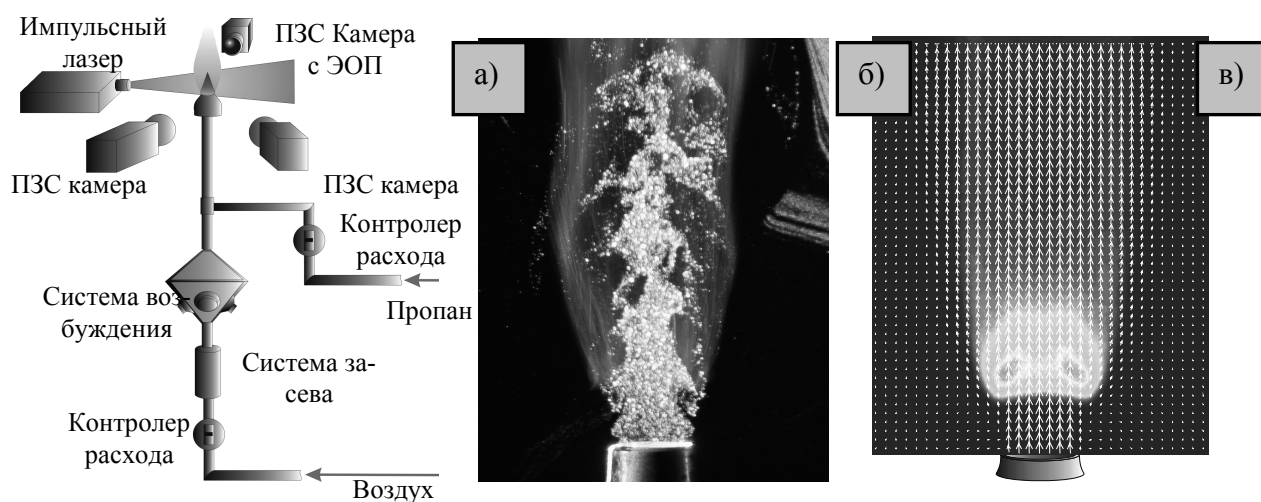 Импульсный
лазер
ПЗС Камера
с ЭОП
ПЗС камера
ПЗС камера
Контролер
расхода
Пропан
Система воз-
буждения
Система за-
сева
Контролер
расхода
Воздух
а)
б)
в)